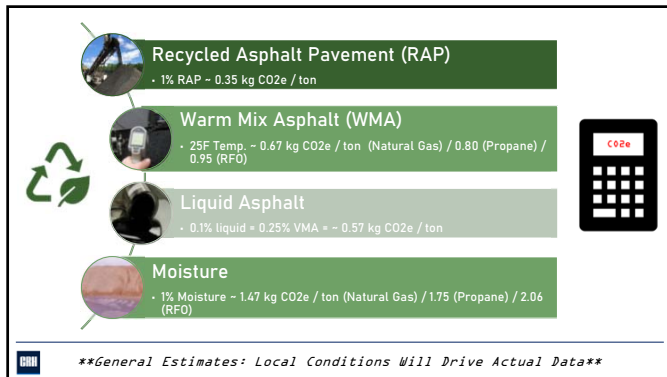 Recycled Asphalt Pavement (RAP)
• 1% RAP ~ 0.35 kg CO2e / ton
Warm Mix Asphalt (WMA)
• 25F Temp. ~ 0.67 kg CO2e / ton (Natural Gas) / 0.80 (Propane) /
0.95 (RFO)
CO2e
Liquid Asphalt
• 0.1% liquid = 0.25% VMA = ~ 0.57 kg CO2e / ton
Moisture
• 1% Moisture ~ 1.47 kg CO2e / ton (Natural Gas) / 1.75 (Propane) / 2.06
(RFO)
CRH
**General Estimates: Local Conditions Will Drive Actual Data**